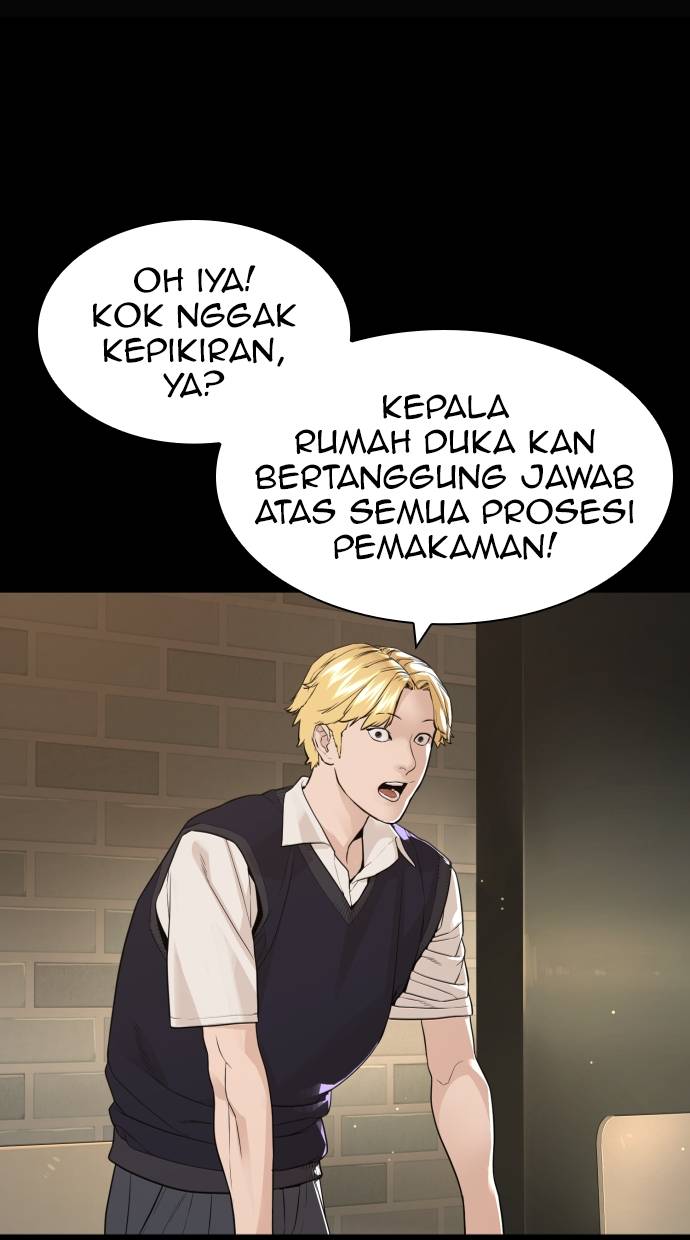 OH IYA!
KOK NGGAK
KEPIKIRAN,
YA?
KEPALA
RUMAH DUKA KAN
BERTANGGUNG JAWAB
ATAS SEMUA PROSESI
PEMAKAMAN!